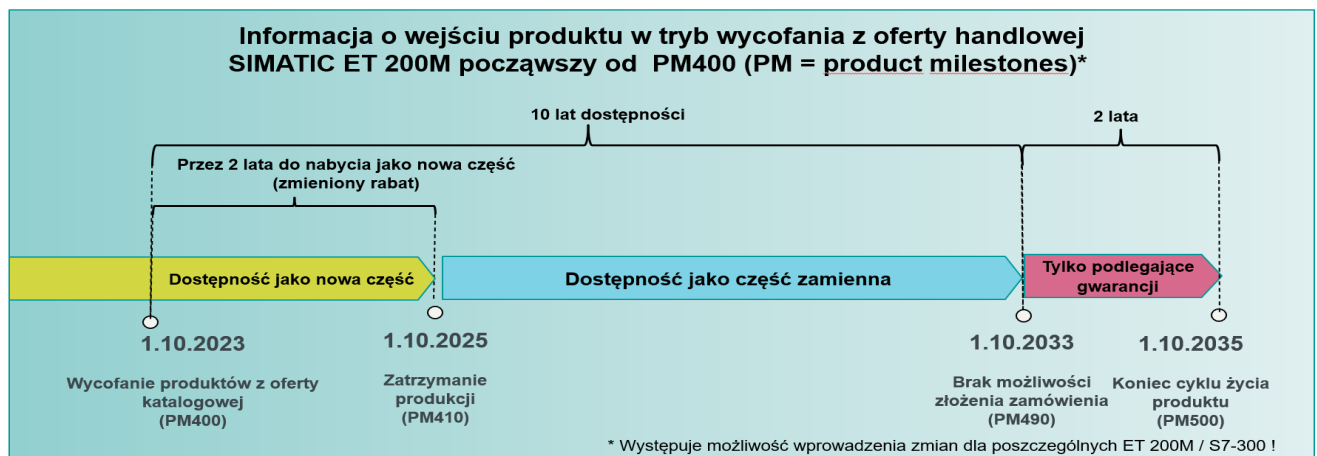 Informacja o wejściu produktu w tryb wycofania z oferty handlowej
SIMATIC ET 200M począwszy od PM400 (PM = product milestones)*
10 lat dostępności
2 lata
Przez 2 lata do nabycia jako nowa część
(zmieniony rabat)
Dostępność jako nowa część
Dostępność jako część zamienna
Tylko podlegające
gwarancji
1.10.2023
1.10.2025
1.10.2033
1.10.2035
Wycofanie produktów z oferty
katalogowej
(PM400)
Zatrzymanie
produkcji
(PM410)
Brak możliwości
złożenia zamówienia
(PM490)
Koniec cyklu życia
produktu
(PM500)
* Występuje możliwość wprowadzenia zmian dla poszczególnych ET 200M / S7-300 !